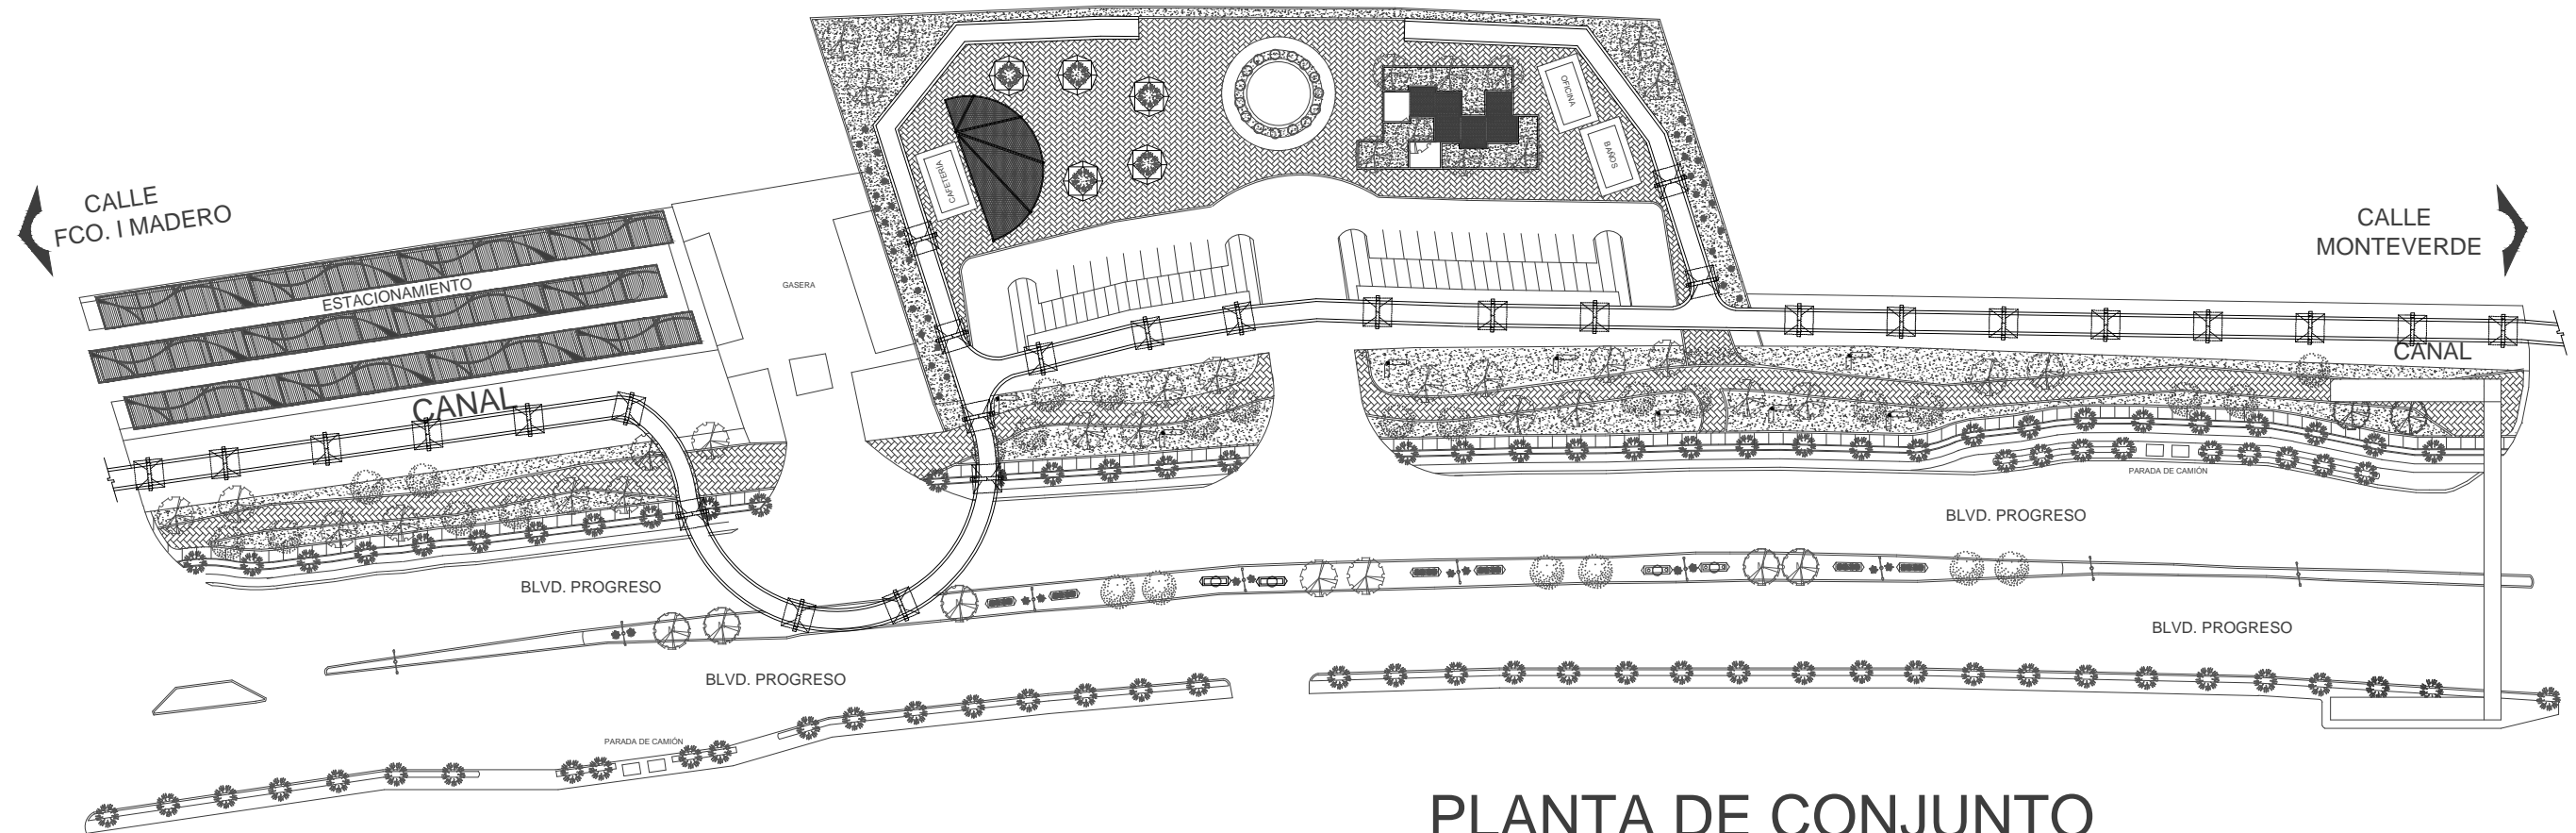 OFICINA
BAÑOS
CAFETERIA
CALLE
FCO. I MADERO
CALLE
MONTEVERDE
ESTACIONAMIENTO
GASERA
CANAL
CANAL
PARADA DE CAMIÓN
BLVD. PROGRESO
BLVD. PROGRESO
BLVD. PROGRESO
BLVD. PROGRESO
PARADA DE CAMIÓN
PLANTA DE CONJUNTO